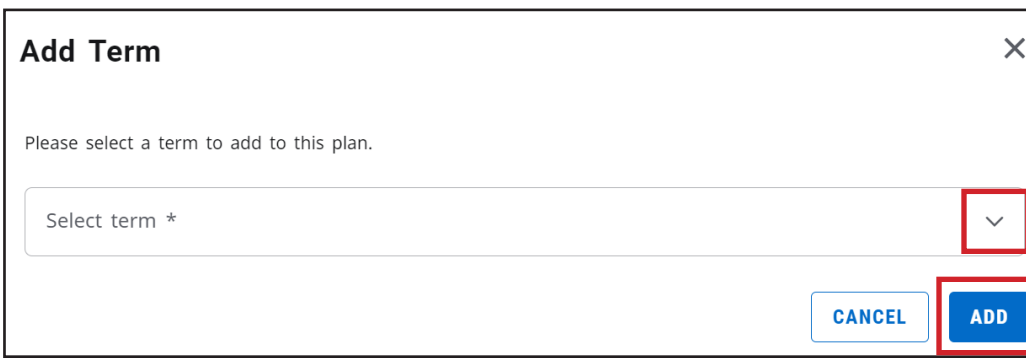 Add Term
Please select a term to add to this plan.
Select term *
CANCEL ADD